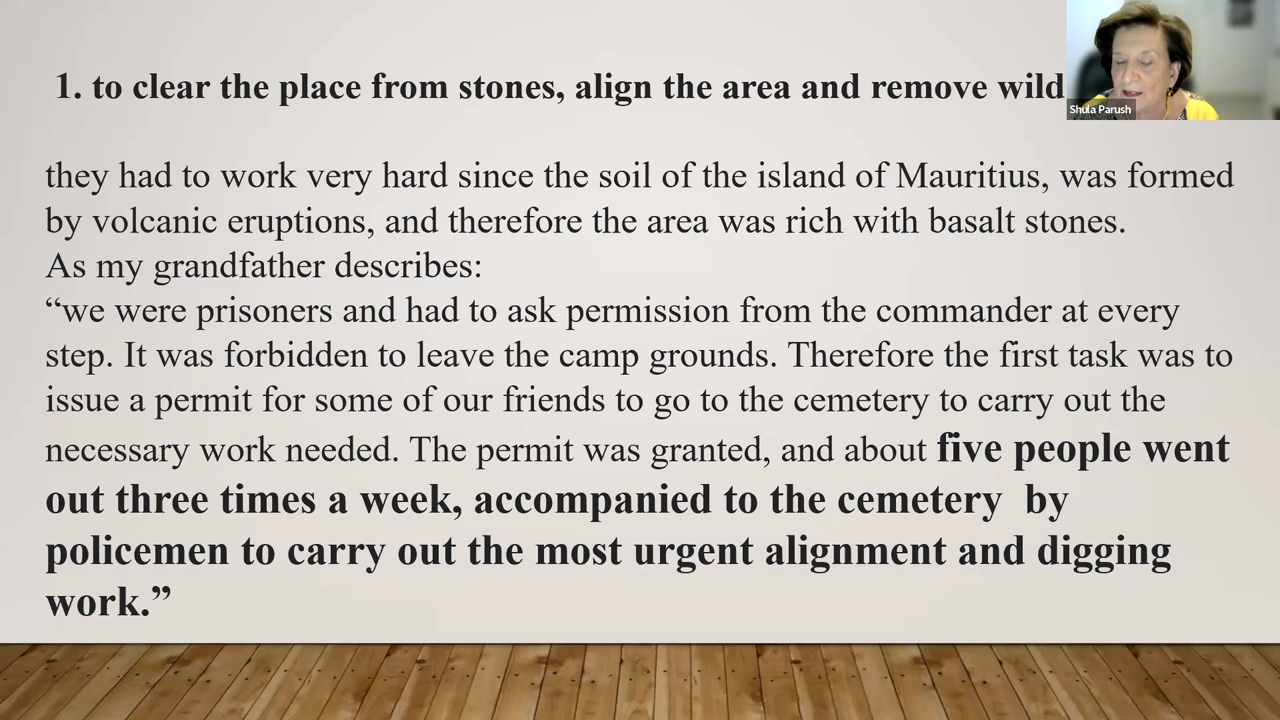 1. to clear the place from stones, align the area and remove wild
Shula Parush
they had to work very hard since the soil of the island of Mauritius, was formed
by volcanic eruptions, and therefore the area was rich with basalt stones.
As my grandfather describes:
“we were prisoners and had to ask permission from the commander at every
step. It was forbidden to leave the camp grounds. Therefore the first task was to
issue a permit for some of our friends to go to the cemetery to carry out the
necessary work needed. The permit was granted, and about five people went
out three times a week, accompanied to the cemetery by
policemen to carry out the most urgent alignment and digging
work.”